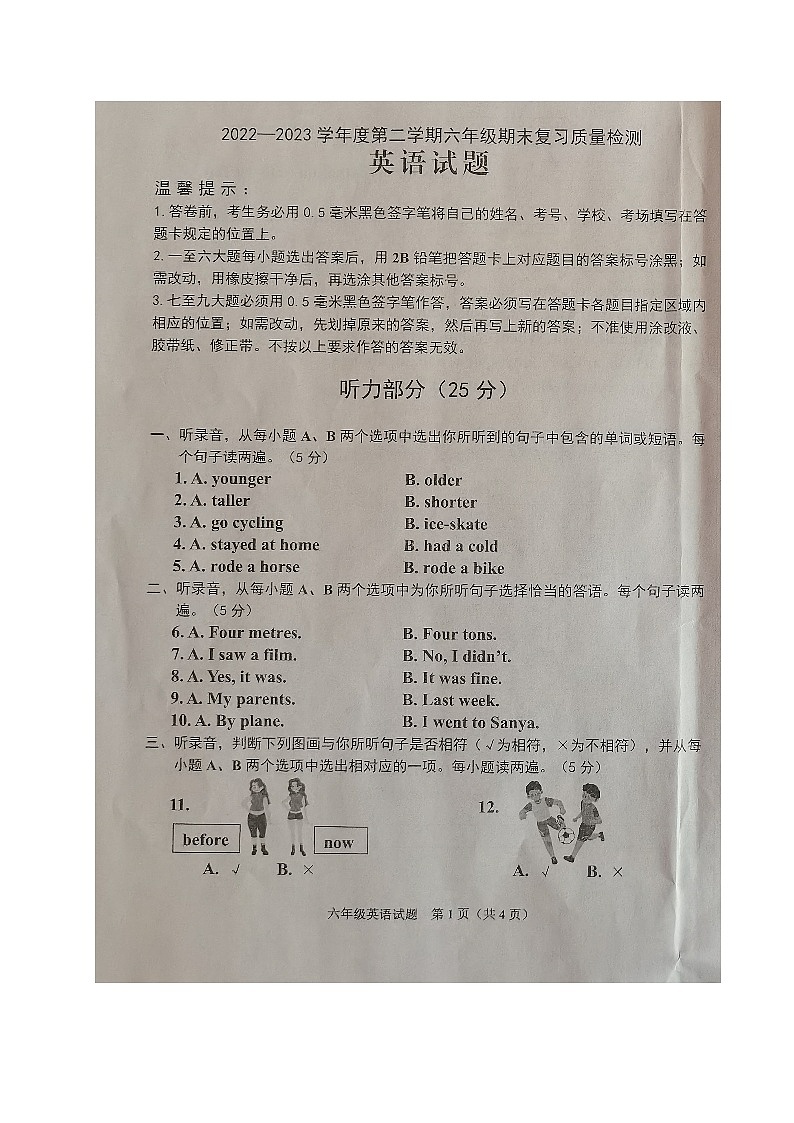 2022—2023 学年度第二学期六年级期末复习质量检测
英语试题
温馨提示：
1.答卷前，考生务必用0.5毫米黑色签字笔将自己的姓名、考号、学校、考场填写在答
题卡规定的位置上。
2.一至六大题每小题选出答案后，用 2B 铅笔把答题卡上对应题目的答案标号涂黑；如
需改动，用橡皮擦干净后，再选涂其他答案标号。
3.七至九大题必须用0.5毫米黑色签字笔作答，答案必须写在答题卡各题目指定区域内
相应的位置；如需改动，先划掉原来的答案，然后再写上新的答案；不准使用涂改液、
胶带纸、修正带。不按以上要求作答的答案无效。
听力部分（25 分）
一、听录音，从每小题 A、B 两个选项中选出你所听到的句子中包含的单词或短语。每
个句子读两遍。（5 分）
1. A. younger B. older
2. A. taller B. shorter
3. A. go cycling B. ice-skate
4. A. stayed at home B. had a cold
5. A. rode a horse B. rode a bike
二、听录音，从每小题 A、B 两个选项中为你所听句子选择恰当的答语。每个句子读两
遍。（5 分）
6. A. Four metres. B. Four tons.
7. A. I saw a film. B. No, I didn't.
8. A. Yes, it was. B. It was fine.
9. A. My parents. B. Last week.
10. A. By plane. B. I went to Sanya.
三、听录音，判断下列图画与你所听句子是否相符（√为相符，×为不相符），并从每
小题 A、B 两个选项中选出相对应的一项。每小题读两遍。（5 分）
11. 12.
before now
A. √ B. × A. √ B. ×
六年级英语试题 第 1 页（共 4 页）